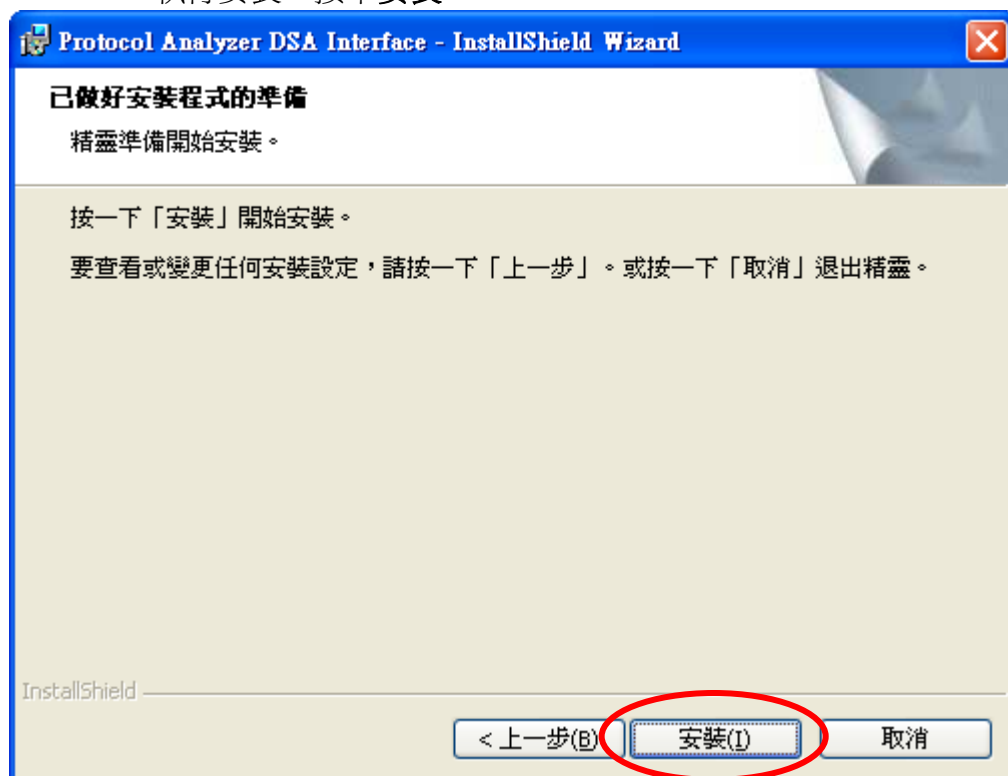 Protocol Analyzer DSA Interface - InstallShield Wizard
已做好安裝程式的準備
精靈準備開始安裝。
按一下「安裝」開始安裝。
要查看或變更任何安裝設定,請按一下「上一步」。或按一下「取消」退出精靈。
InstallShield
< 上一步(B) 安裝(I) 取消